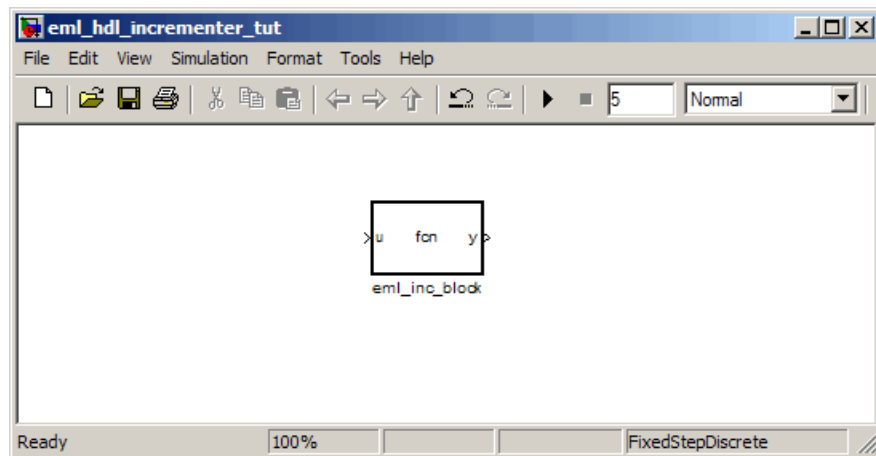 eml_hdl_incrementer_tut
File Edit View Simulation Format Tools Help
5 Normal
u fcn y
eml_inc_block
Ready 100% FixedStepDiscrete